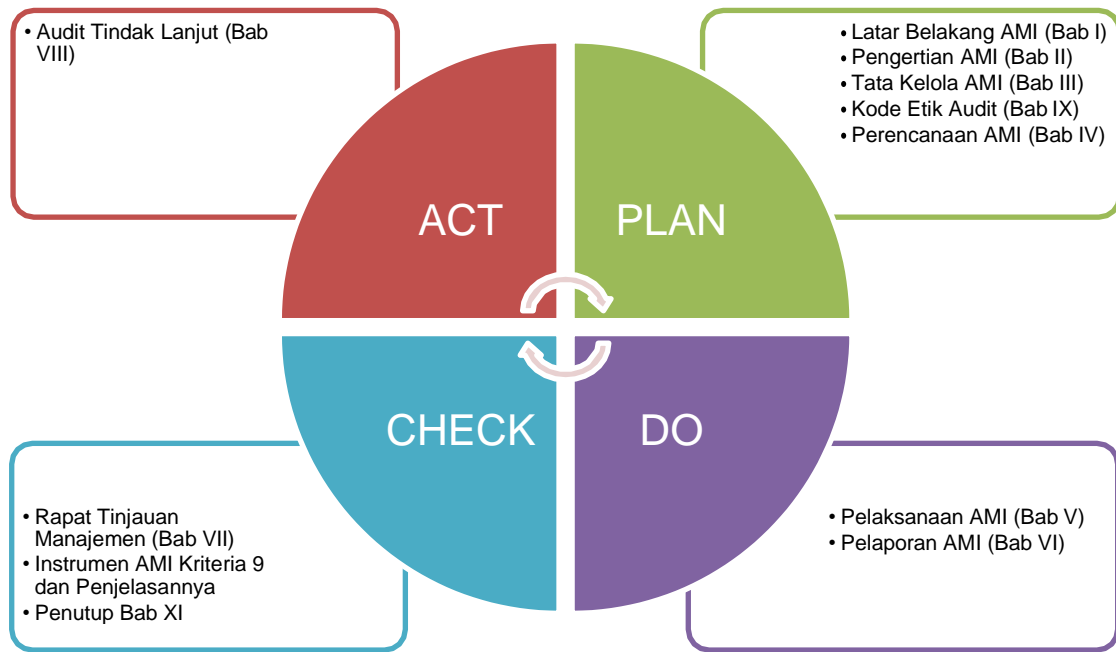 • Audit Tindak Lanjut (Bab
VIII)
• Latar Belakang AMI (Bab I)
• Pengertian AMI (Bab II)
• Tata Kelola AMI (Bab III)
• Kode Etik Audit (Bab IX)
• Perencanaan AMI (Bab IV)
ACT
PLAN
CHECK
DO
• Rapat Tinjauan
Manajemen (Bab VII)
• Instrumen AMI Kriteria 9
dan Penjelasannya
• Penutup Bab XI
• Pelaksanaan AMI (Bab V)
• Pelaporan AMI (Bab VI)